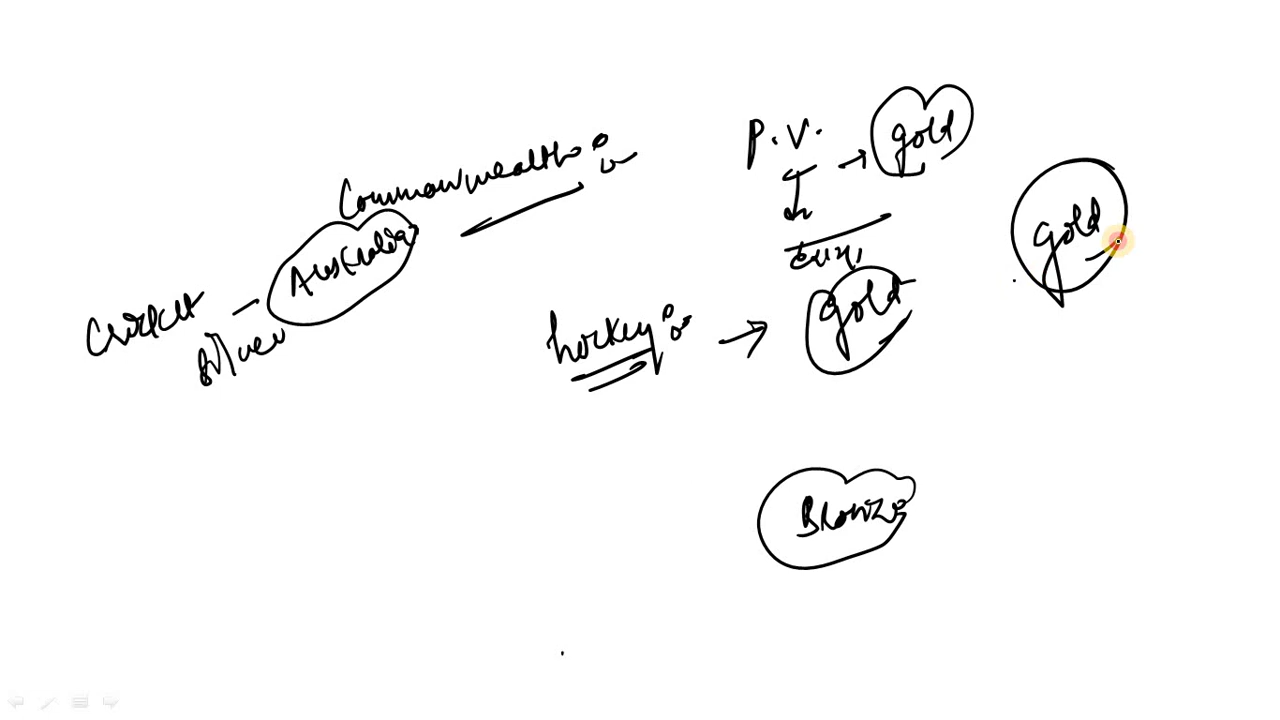 P.V. → gold
Commonwealth :
gold
Australia
Cricket –
Silver
hockey : → gold
Bronze